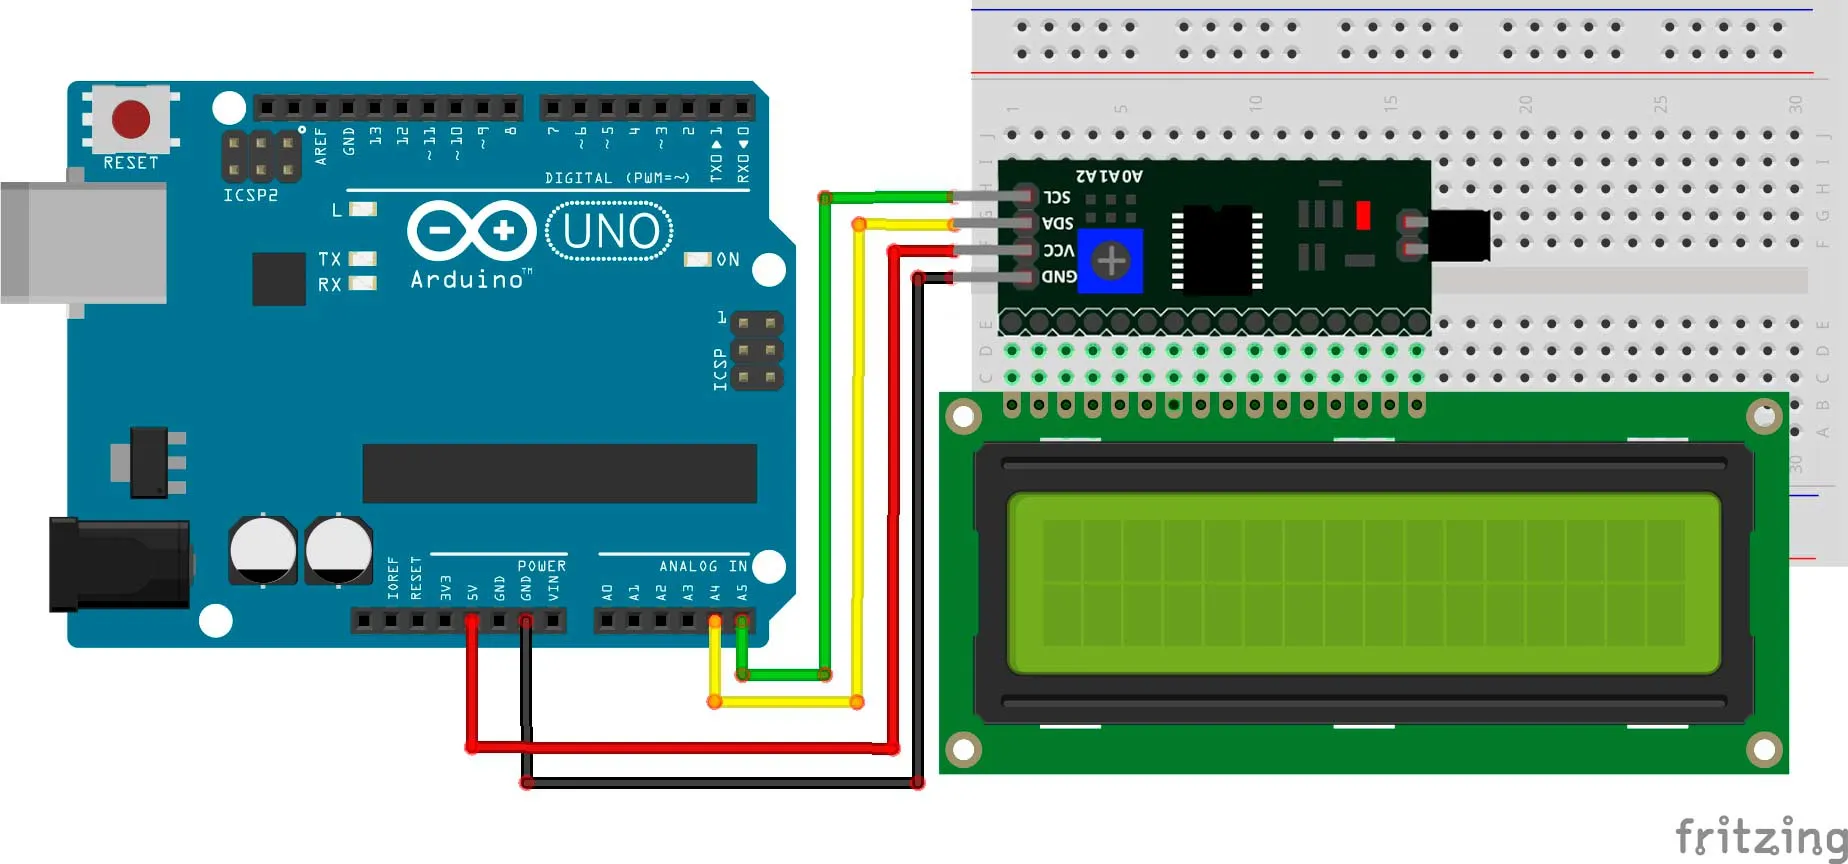 RESET
ICSP2
AREF
GND
13
12
~11
~10
~9
8
7
~6
~5
4
~3
2
TX0▶1
RX0◀0
DIGITAL (PWM=~)
L
TX
RX
UNO
Arduino™
ON
1
ICSP
IOREF
RESET
3V3
5V
GND
GND
VIN
POWER
A0
A1
A2
A3
A4
A5
ANALOG IN
1
5
10
15
20
25
30
J
J
I
I
H
H
G
G
F
F
E
E
D
D
C
C
B
A
30
A0A1A2
SCL
SDA
VCC
GND
fritzing